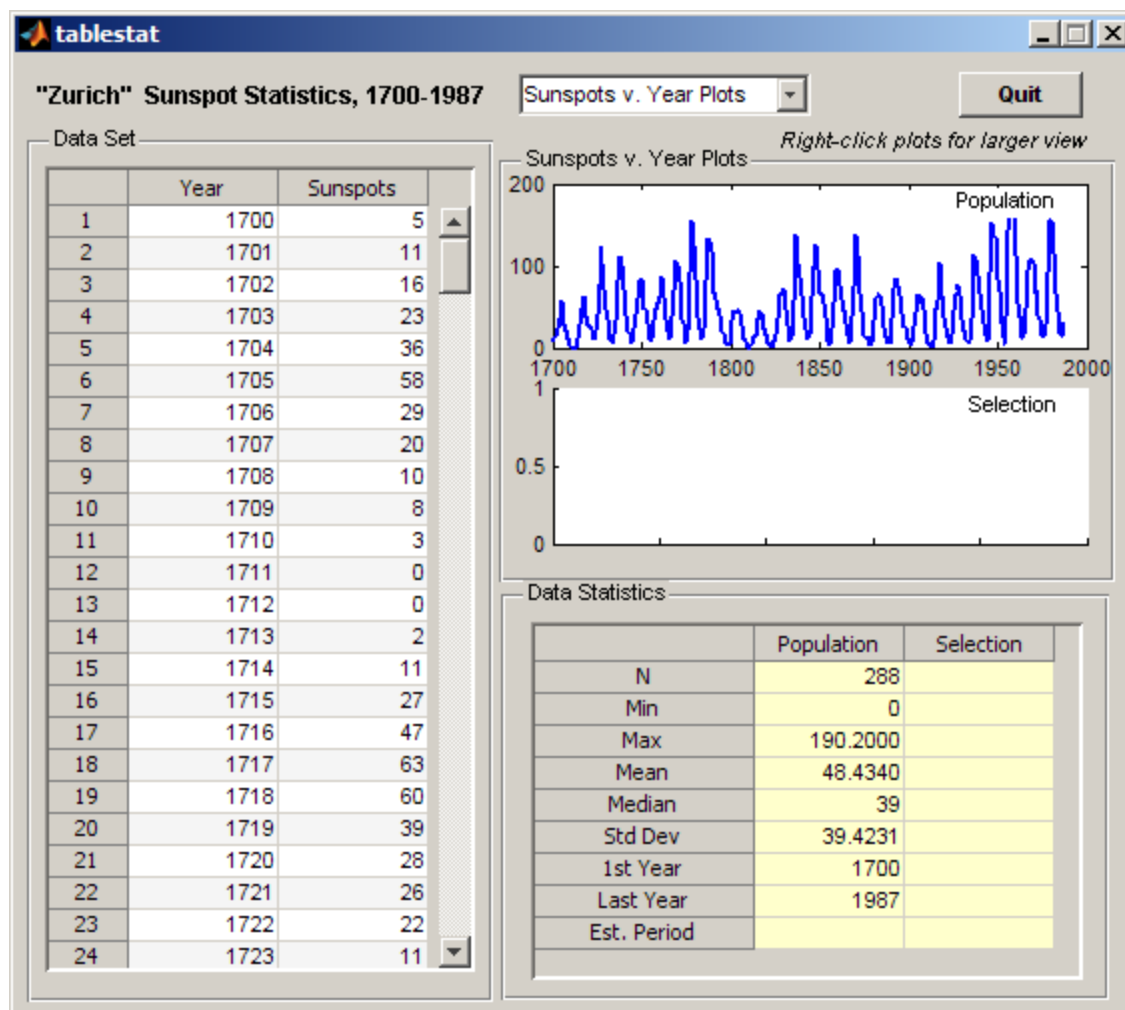 tablestat
"Zurich" Sunspot Statistics, 1700-1987
Sunspots v. Year Plots
Quit
Right-click plots for larger view
Data Set
Year Sunspots
1 1700 5
2 1701 11
3 1702 16
4 1703 23
5 1704 36
6 1705 58
7 1706 29
8 1707 20
9 1708 10
10 1709 8
11 1710 3
12 1711 0
13 1712 0
14 1713 2
15 1714 11
16 1715 27
17 1716 47
18 1717 63
19 1718 60
20 1719 39
21 1720 28
22 1721 26
23 1722 22
24 1723 11
Sunspots v. Year Plots
Population
200
100
0
1700 1750 1800 1850 1900 1950 2000
Selection
1
0.5
0
Data Statistics
Population Selection
N 288
Min 0
Max 190.2000
Mean 48.4340
Median 39
Std Dev 39.4231
1st Year 1700
Last Year 1987
Est. Period